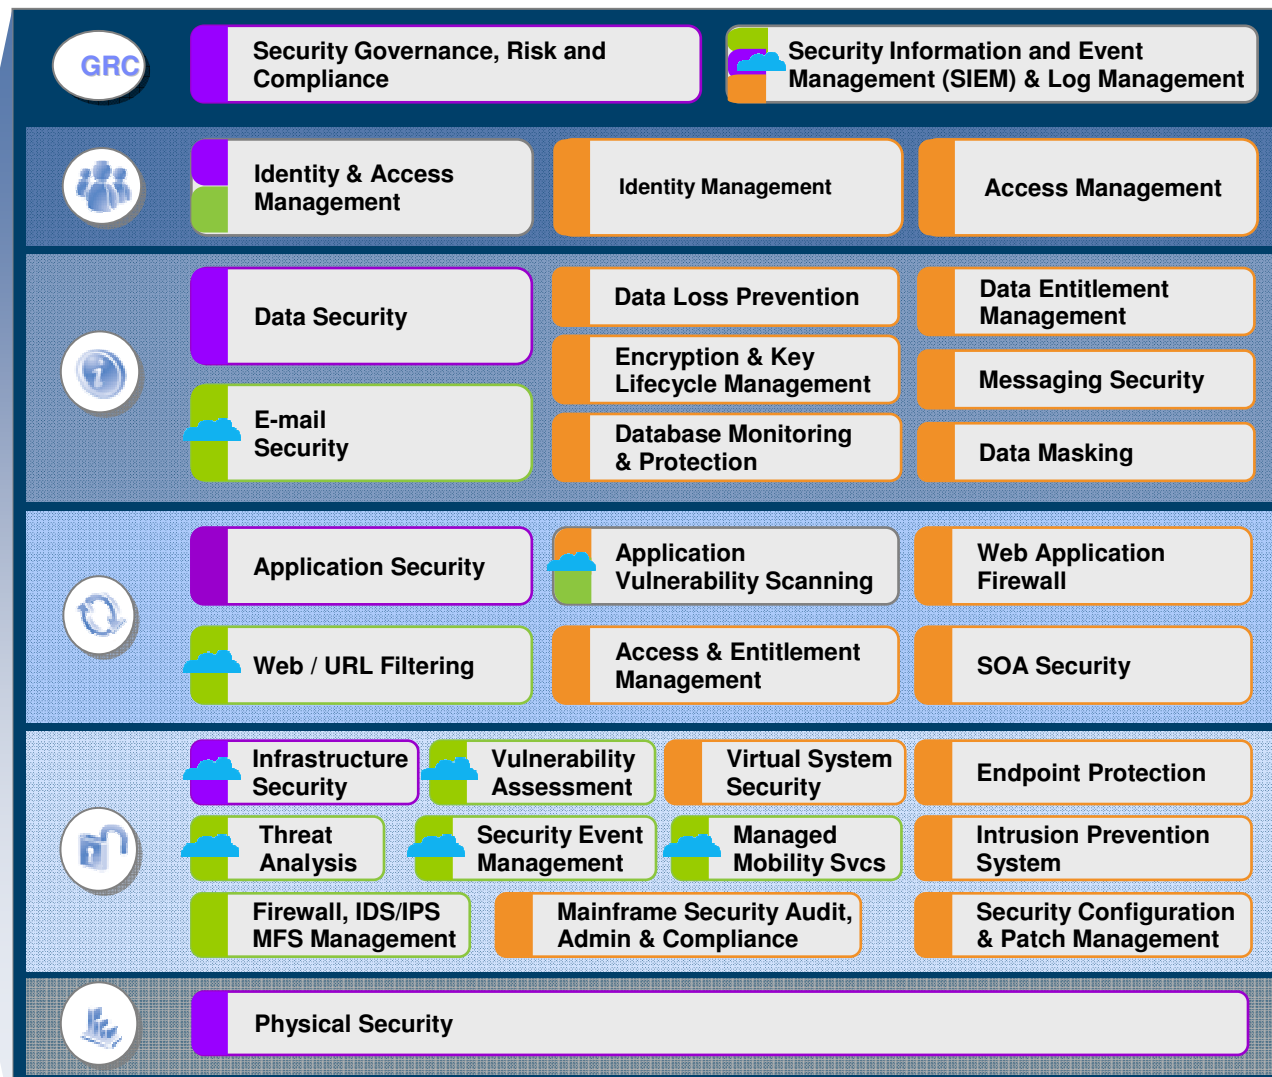 GRC
Security Governance, Risk and
Compliance
Security Information and Event
Management (SIEM) & Log Management
Identity & Access
Management
Identity Management
Access Management
Data Security
Data Loss Prevention
Data Entitlement
Management
Encryption & Key
Lifecycle Management
Messaging Security
E-mail
Security
Database Monitoring
& Protection
Data Masking
Application Security
Application
Vulnerability Scanning
Web Application
Firewall
Web / URL Filtering
Access & Entitlement
Management
SOA Security
Infrastructure
Security
Vulnerability
Assessment
Virtual System
Security
Endpoint Protection
Threat
Analysis
Security Event
Management
Managed
Mobility Svcs
Intrusion Prevention
System
Firewall, IDS/IPS
MFS Management
Mainframe Security Audit,
Admin & Compliance
Security Configuration
& Patch Management
Physical Security